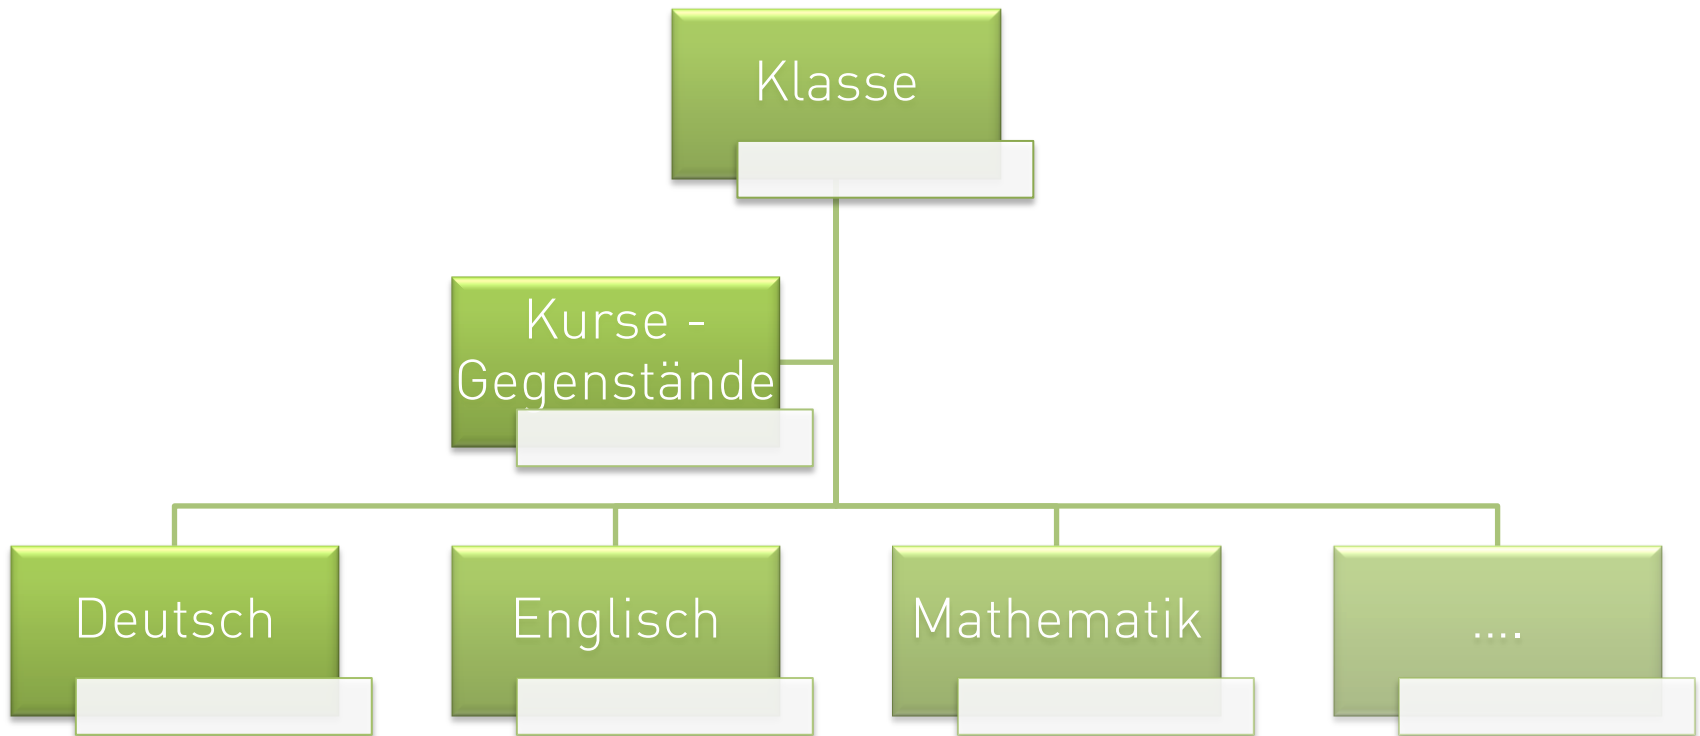 Klasse
Kurse -
Gegenstände
Deutsch
Englisch
Mathematik
....